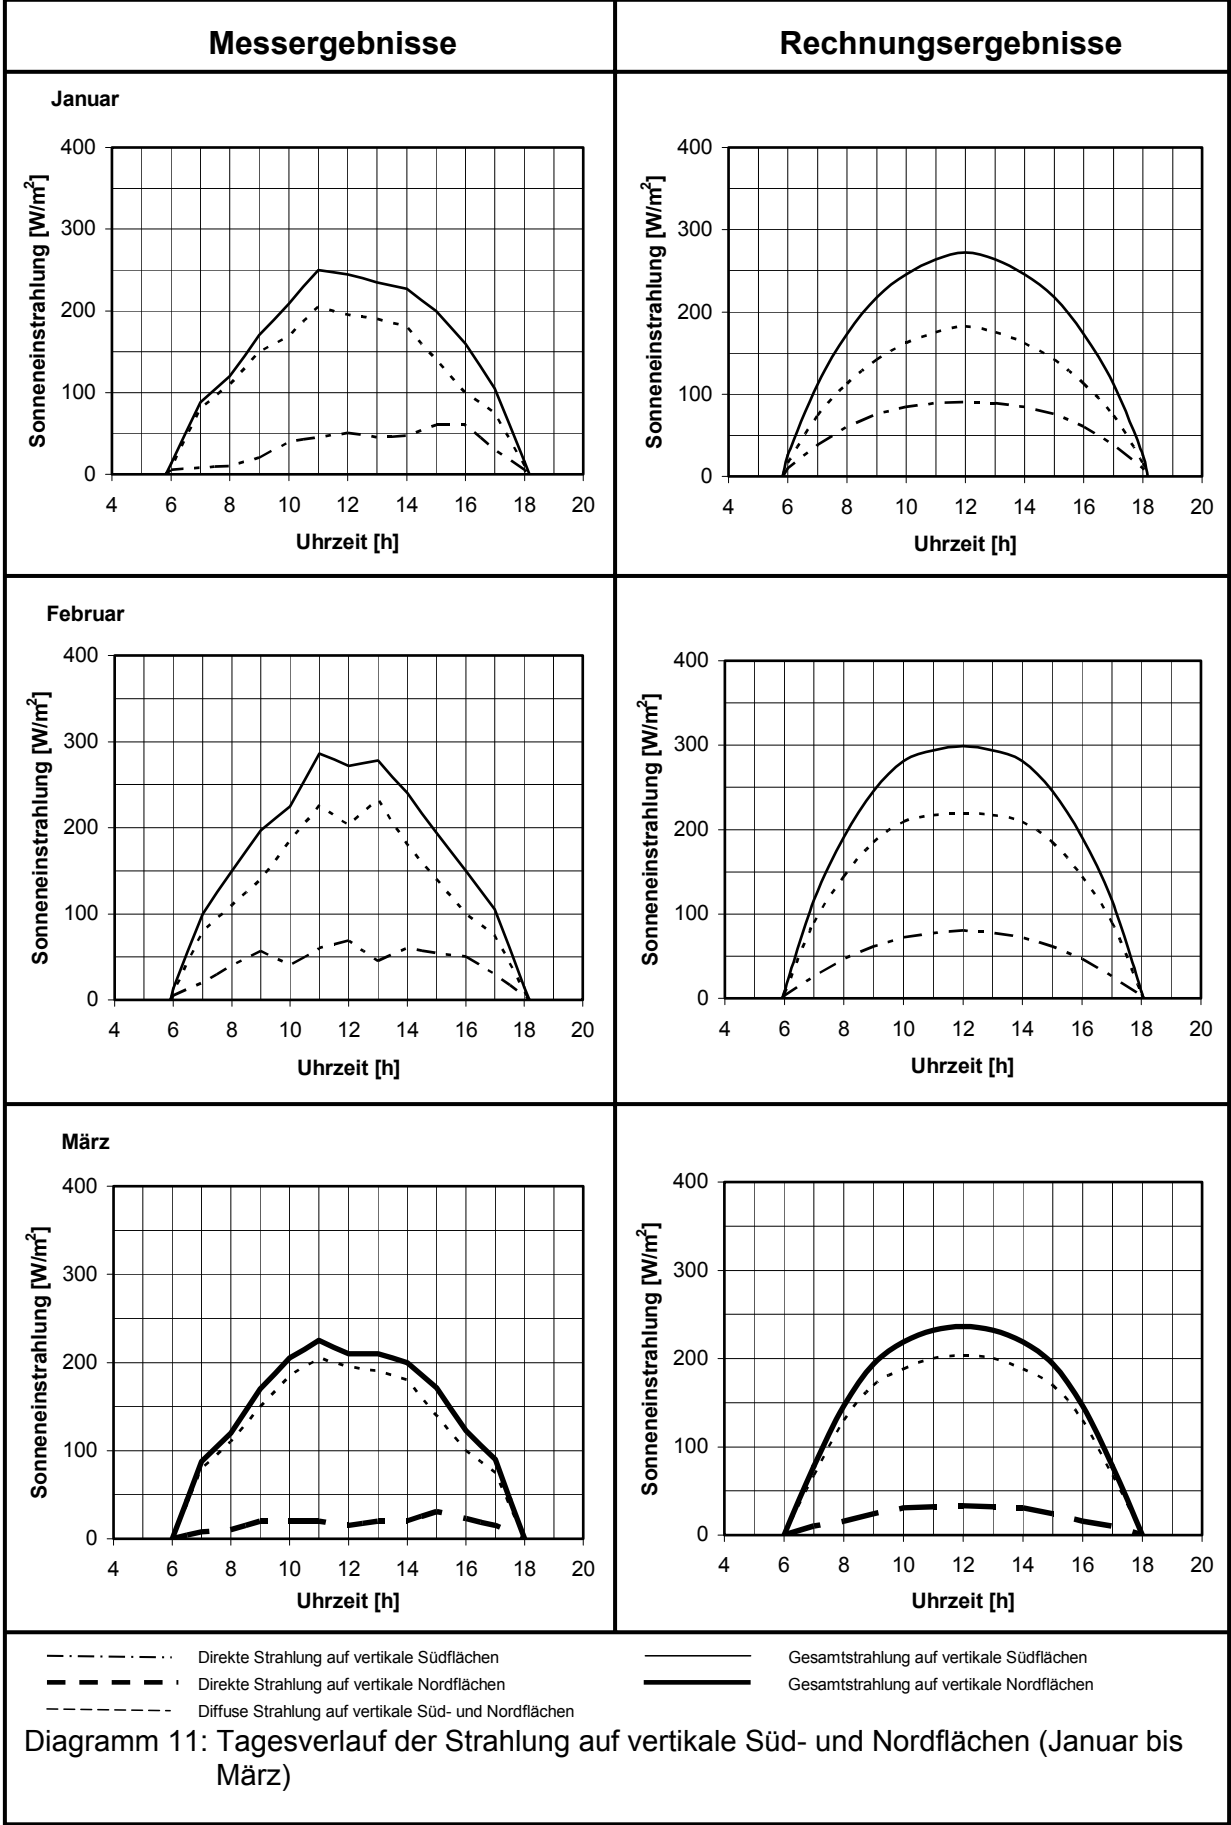 Messergebnisse
Rechnungsergebnisse
Januar
400
300
200
100
0
4 6 8 10 12 14 16 18 20
Sonneneinstrahlung [W/m²]
Uhrzeit [h]
400
300
200
100
0
4 6 8 10 12 14 16 18 20
Sonneneinstrahlung [W/m²]
Uhrzeit [h]
Februar
400
300
200
100
0
4 6 8 10 12 14 16 18 20
Sonneneinstrahlung [W/m²]
Uhrzeit [h]
400
300
200
100
0
4 6 8 10 12 14 16 18 20
Sonneneinstrahlung [W/m²]
Uhrzeit [h]
März
400
300
200
100
0
4 6 8 10 12 14 16 18 20
Sonneneinstrahlung [W/m²]
Uhrzeit [h]
400
300
200
100
0
4 6 8 10 12 14 16 18 20
Sonneneinstrahlung [W/m²]
Uhrzeit [h]
Direkte Strahlung auf vertikale Südflächen
Direkte Strahlung auf vertikale Nordflächen
Diffuse Strahlung auf vertikale Süd- und Nordflächen
Gesamtstrahlung auf vertikale Südflächen
Gesamtstrahlung auf vertikale Nordflächen
Diagramm 11: Tagesverlauf der Strahlung auf vertikale Süd- und Nordflächen (Januar bis
März)